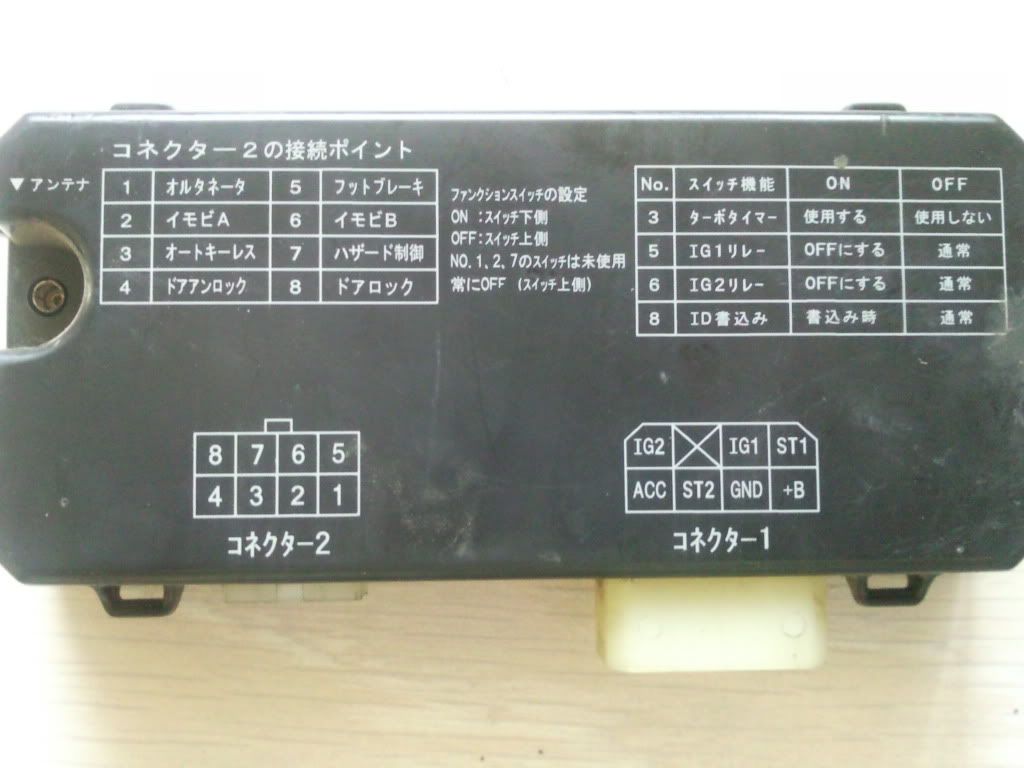 コネクター2の接続ポイント
▼アンテナ
1 オルタネータ 5 フットブレーキ
2 イモビA 6 イモビB
3 オートキーレス 7 ハザード制御
4 ドアアンロック 8 ドアロック
ファンクションスイッチの設定
ON :スイッチ下側
OFF:スイッチ上側
NO.1、2、7のスイッチは未使用
常にOFF (スイッチ上側)
No. スイッチ機能 ON OFF
3 ターボタイマー 使用する 使用しない
5 IG1リレー OFFにする 通常
6 IG2リレー OFFにする 通常
8 ID書込み 書込み時 通常
8 7 6 5
4 3 2 1
コネクター2
IG2 IG1 ST1
ACC ST2 GND +B
コネクター1